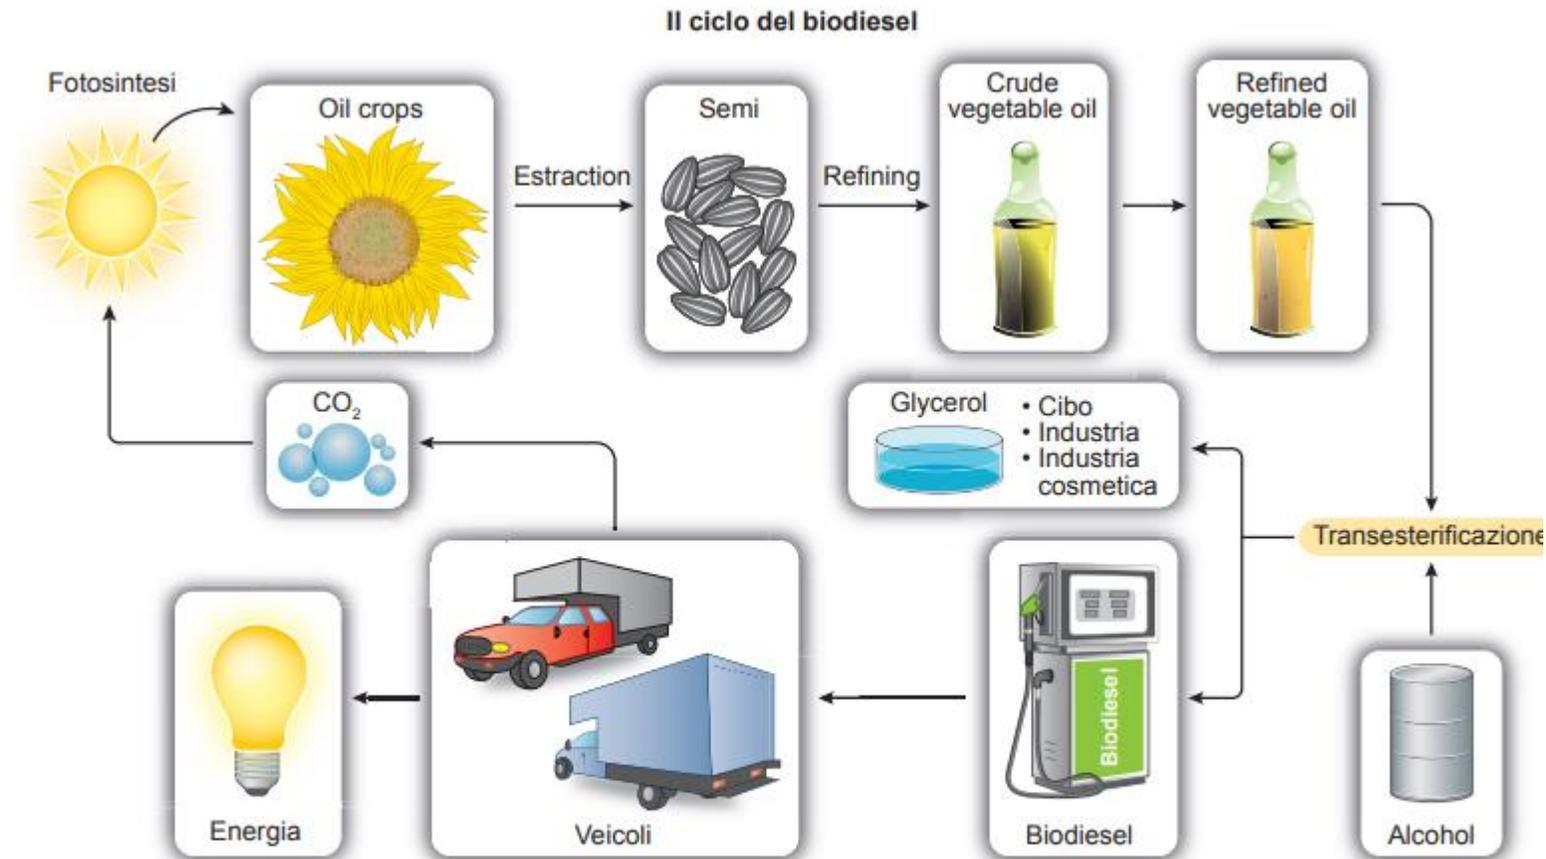 Il ciclo del biodiesel
Fotosintesi
Oil crops
Estraction
Semi
Refining
Crude
vegetable oil
Refined
vegetable oil
CO₂
Glycerol
• Cibo
• Industria
• Industria
cosmetica
Transesterificazione
Energia
Veicoli
Biodiesel
Biodiesel
Alcohol